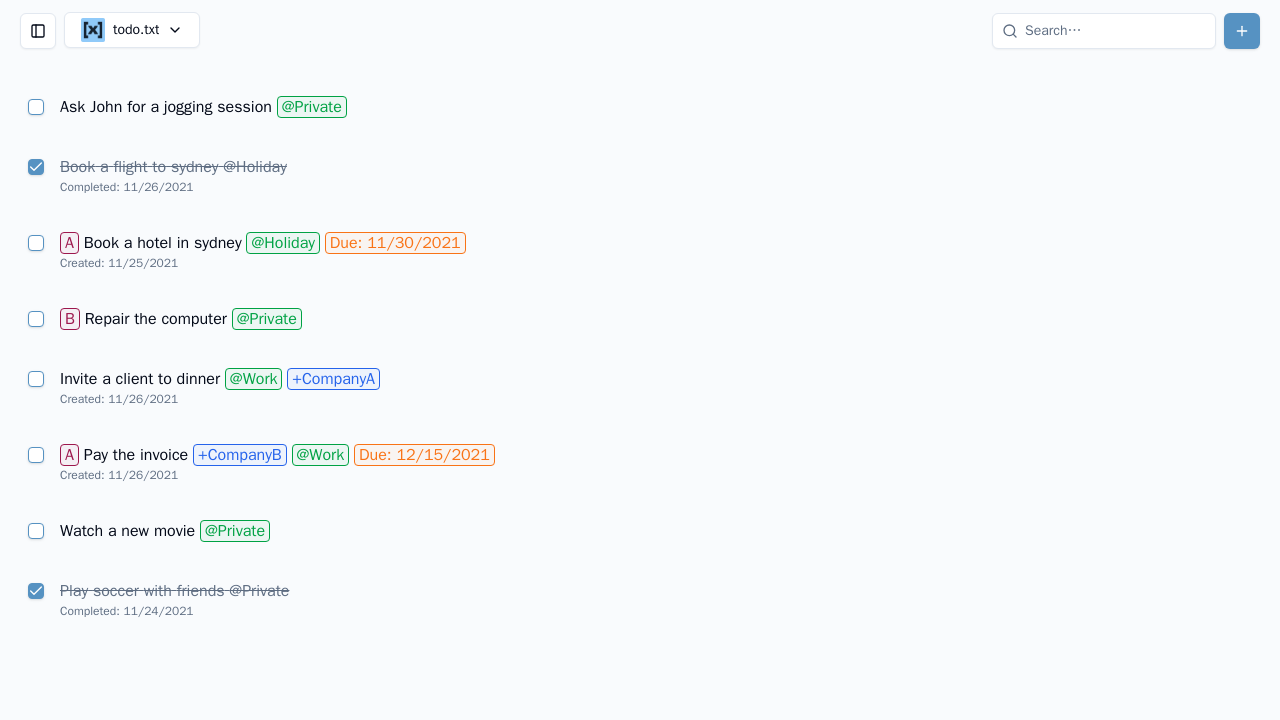 [x] todo.txt
Search⋯
Ask John for a jogging session @Private
Book a flight to sydney @Holiday
Completed: 11/26/2021
A Book a hotel in sydney @Holiday Due: 11/30/2021
Created: 11/25/2021
B Repair the computer @Private
Invite a client to dinner @Work +CompanyA
Created: 11/26/2021
A Pay the invoice +CompanyB @Work Due: 12/15/2021
Created: 11/26/2021
Watch a new movie @Private
Play soccer with friends @Private
Completed: 11/24/2021